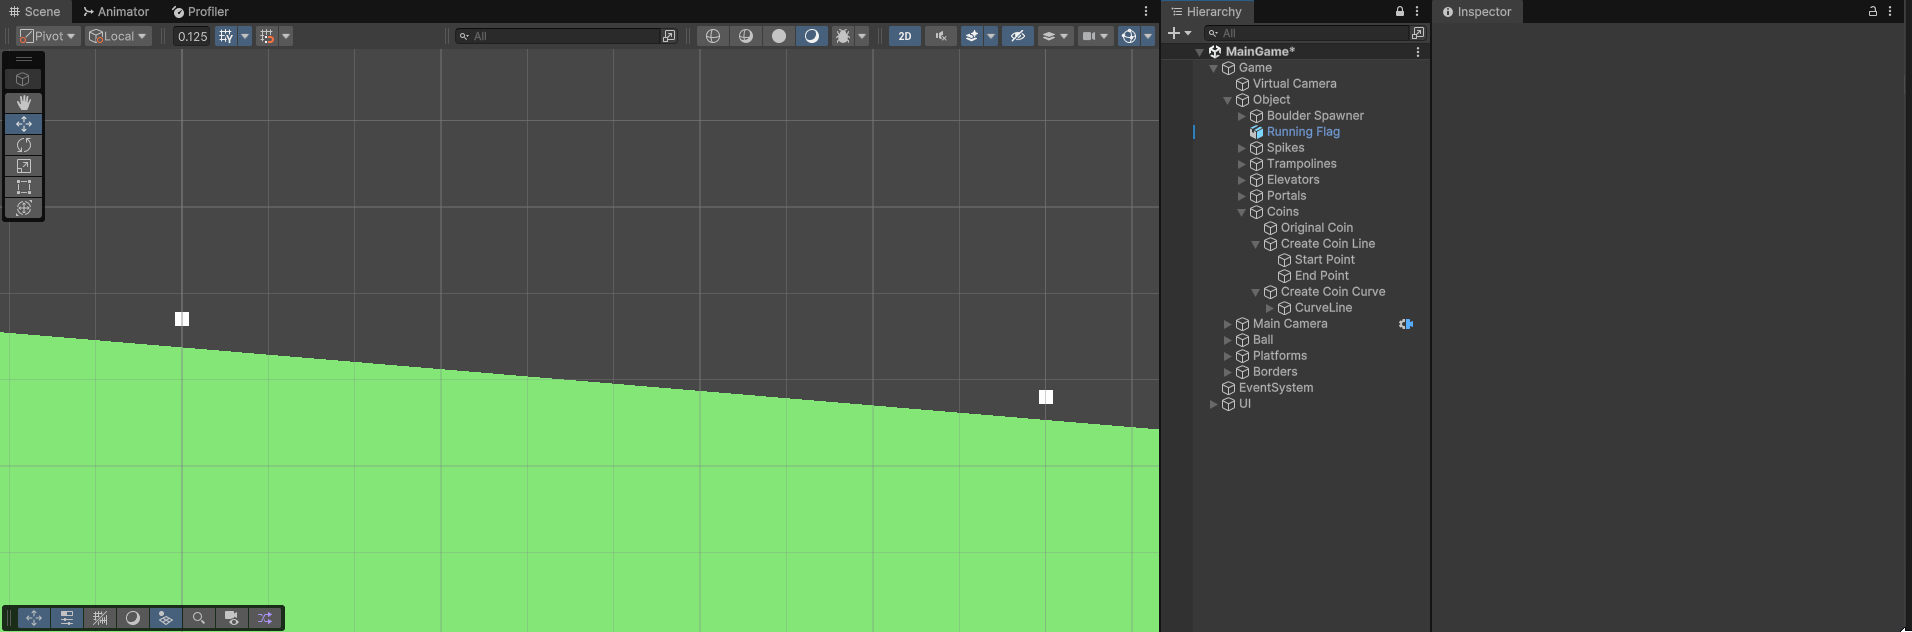 Scene Animator Profiler
Pivot Local 0.125 All 2D
Hierarchy
All
MainGame*
Game
Virtual Camera
Object
Boulder Spawner
Running Flag
Spikes
Trampolines
Elevators
Portals
Coins
Original Coin
Create Coin Line
Start Point
End Point
Create Coin Curve
CurveLine
Main Camera
Ball
Platforms
Borders
EventSystem
UI
Inspector